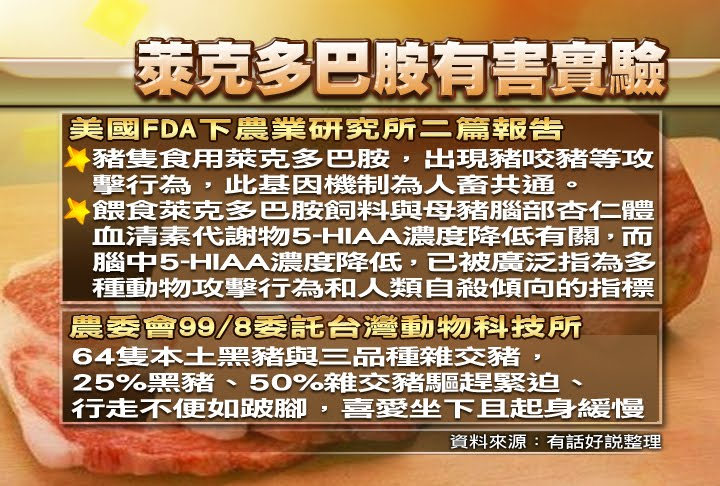 萊克多巴胺有害實驗
美國FDA下農業研究所二篇報告
豬隻食用萊克多巴胺，出現豬咬豬等攻
擊行為，此基因機制為人畜共通。
餵食萊克多巴胺飼料與母豬腦部杏仁體
血清素代謝物5-HIAA濃度降低有關，而
腦中5-HIAA濃度降低，已被廣泛指為多
種動物攻擊行為和人類自殺傾向的指標
農委會99/8委託台灣動物科技所
64隻本土黑豬與三品種雜交豬，
25%黑豬、50%雜交豬驅趕緊迫、
行走不便如跛腳，喜愛坐下且起身緩慢
資料來源：有話好說整理